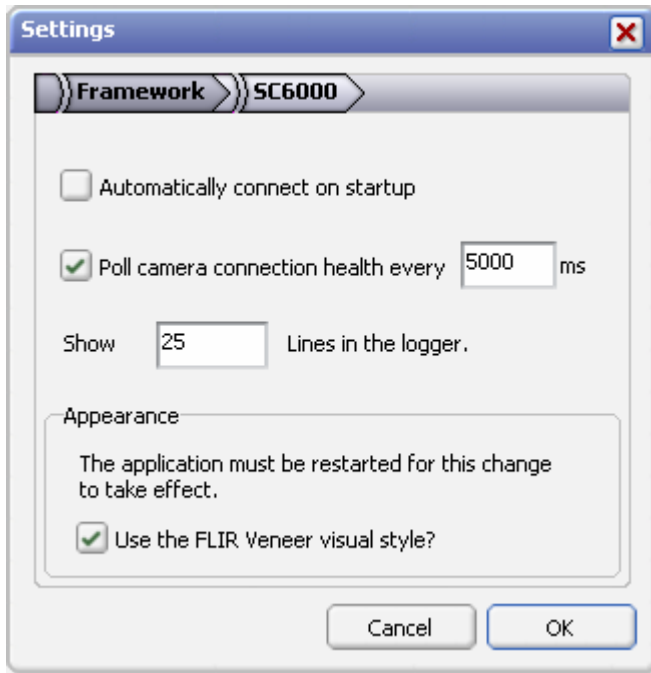 Settings
Framework SC6000
Automatically connect on startup
Poll camera connection health every 5000 ms
Show 25 Lines in the logger.
Appearance
The application must be restarted for this change
to take effect.
Use the FLIR Veneer visual style?
Cancel OK